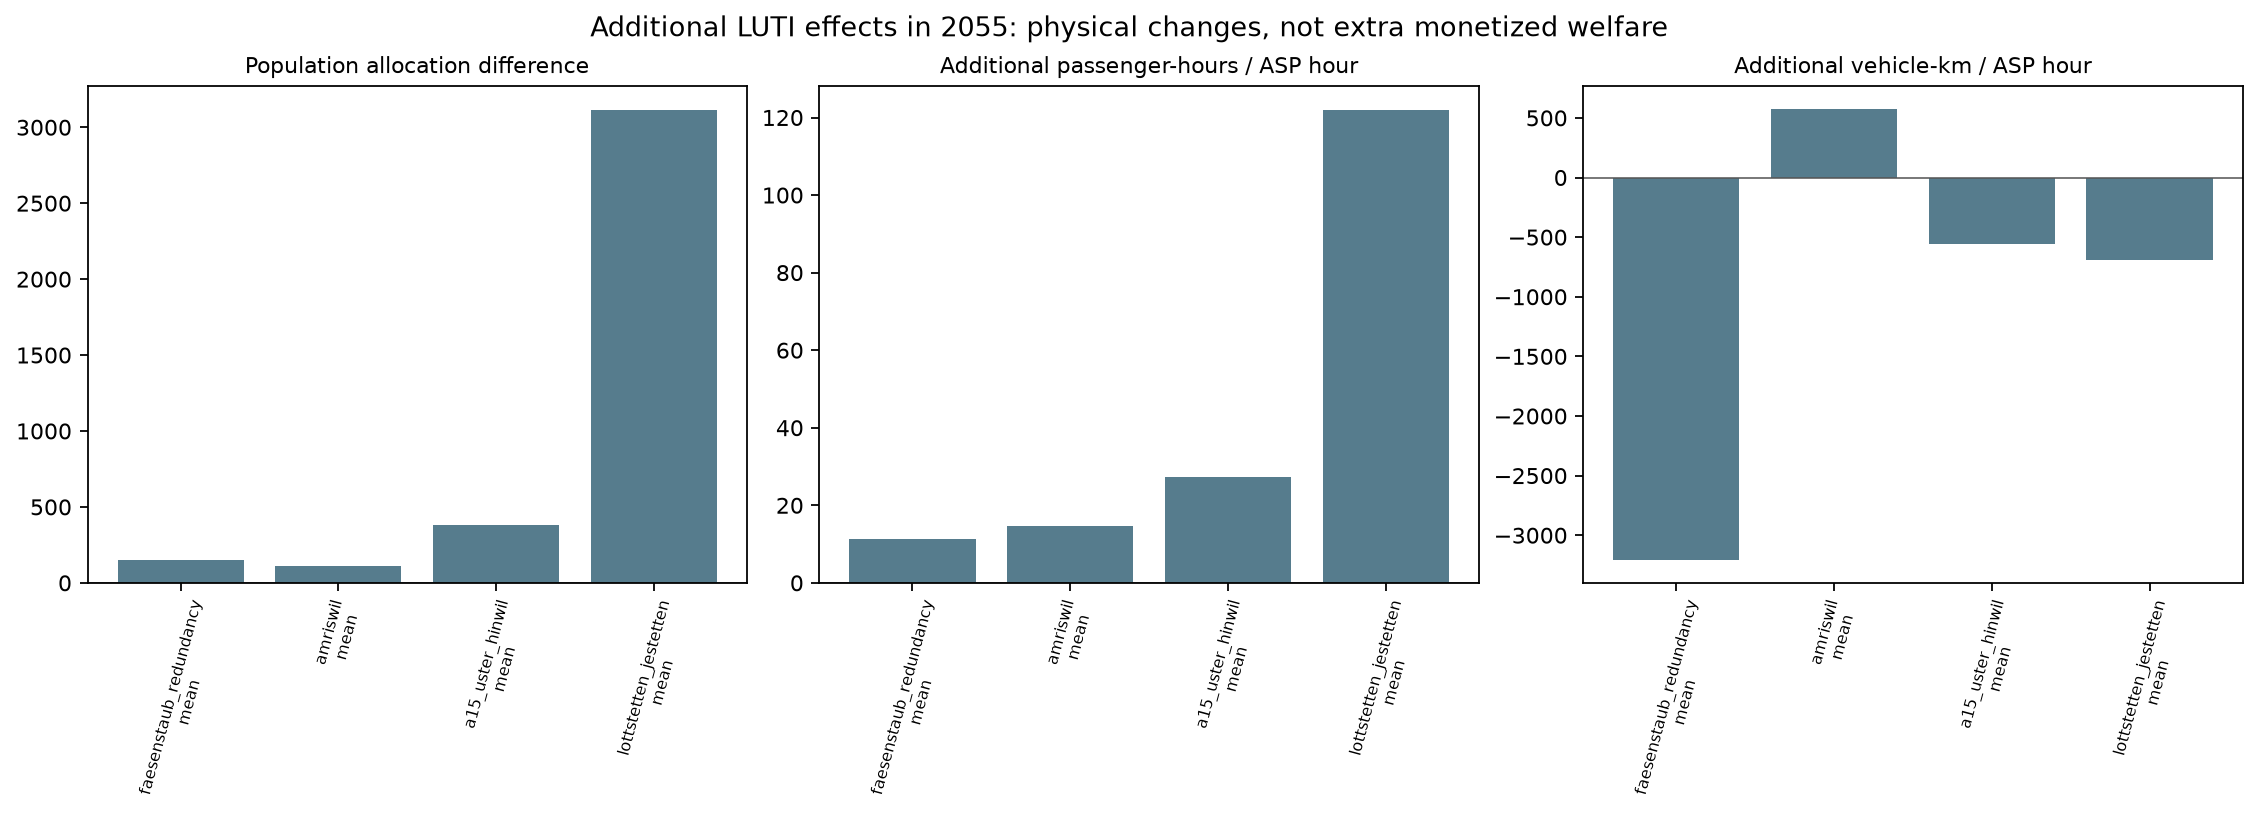 Additional LUTI effects in 2055: physical changes, not extra monetized welfare
Population allocation difference
3000
2500
2000
1500
1000
500
0
faesenstaub_redundancy
mean
amriswil
mean
a15_uster_hinwil
mean
lottstetten_jestetten
mean
Additional passenger-hours / ASP hour
120
100
80
60
40
20
0
faesenstaub_redundancy
mean
amriswil
mean
a15_uster_hinwil
mean
lottstetten_jestetten
mean
Additional vehicle-km / ASP hour
500
0
−500
−1000
−1500
−2000
−2500
−3000
faesenstaub_redundancy
mean
amriswil
mean
a15_uster_hinwil
mean
lottstetten_jestetten
mean